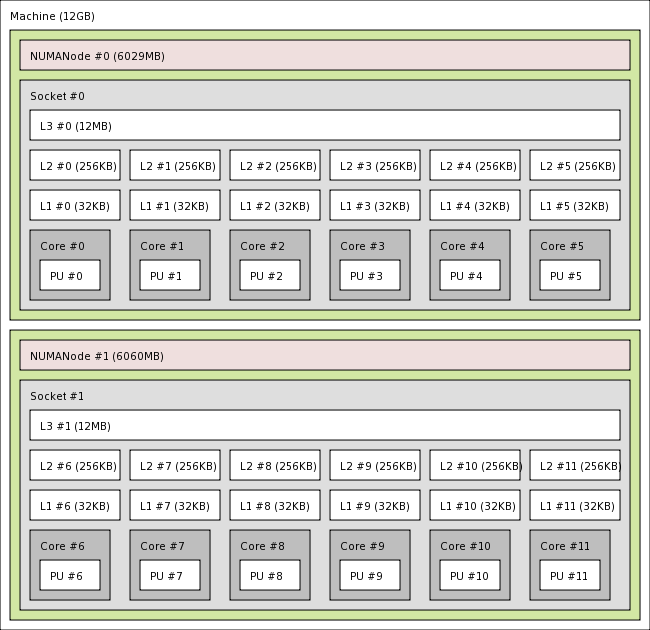 Machine (12GB)
NUMANode #0 (6029MB)
Socket #0
L3 #0 (12MB)
L2 #0 (256KB) L2 #1 (256KB) L2 #2 (256KB) L2 #3 (256KB) L2 #4 (256KB) L2 #5 (256KB)
L1 #0 (32KB) L1 #1 (32KB) L1 #2 (32KB) L1 #3 (32KB) L1 #4 (32KB) L1 #5 (32KB)
Core #0 Core #1 Core #2 Core #3 Core #4 Core #5
PU #0 PU #1 PU #2 PU #3 PU #4 PU #5
NUMANode #1 (6060MB)
Socket #1
L3 #1 (12MB)
L2 #6 (256KB) L2 #7 (256KB) L2 #8 (256KB) L2 #9 (256KB) L2 #10 (256KB) L2 #11 (256KB)
L1 #6 (32KB) L1 #7 (32KB) L1 #8 (32KB) L1 #9 (32KB) L1 #10 (32KB) L1 #11 (32KB)
Core #6 Core #7 Core #8 Core #9 Core #10 Core #11
PU #6 PU #7 PU #8 PU #9 PU #10 PU #11